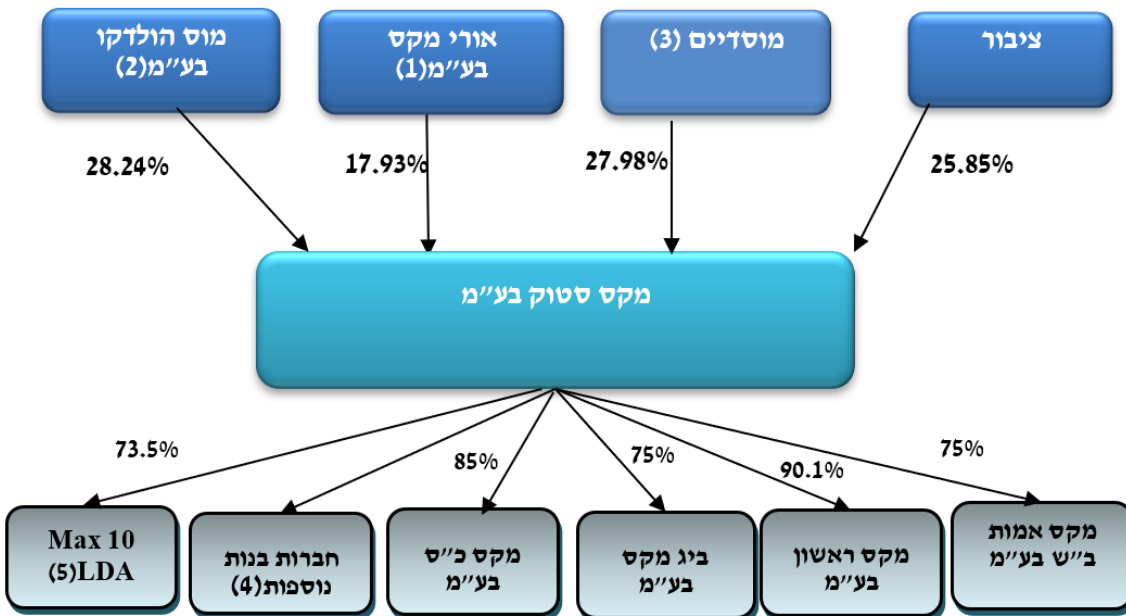 ציבור
מוסדיים (3)
אורי מקס
בע"מ(1)
מוס הולדקו
בע"מ(2)
25.85%
27.98%
17.93%
28.24%
מקס סטוק בע"מ
75%
90.1%
75%
85%
73.5%
מקס אמות
ב"ש בע"מ
מקס ראשון
בע"מ
ביג מקס
בע"מ
מקס כ"ס
בע"מ
חברות בנות
נוספות(4)
Max 10
(5)LDA